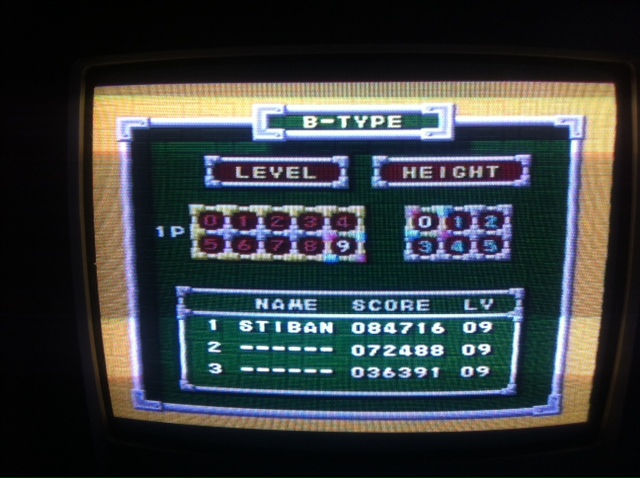 B-TYPE
LEVEL HEIGHT
1P 0 1 2 3 4 0 1 2
5 6 7 8 9 3 4 5
NAME SCORE LV
1 STIBAN 084716 09
2 ------ 072488 09
3 ------ 036391 09